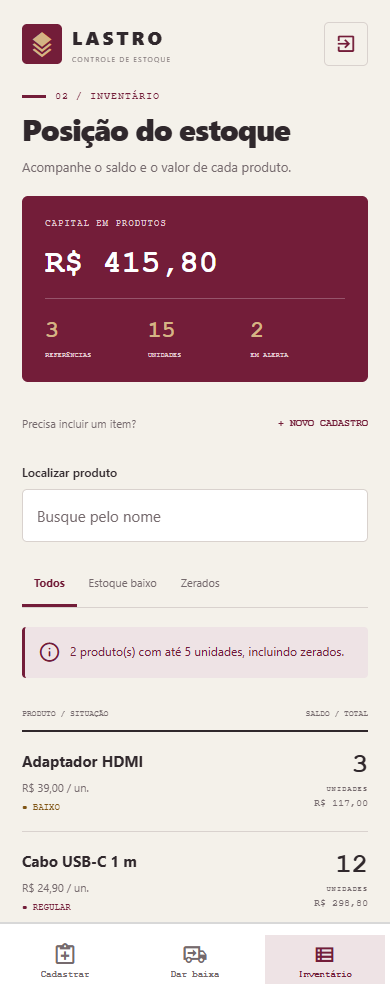 LASTRO
CONTROLE DE ESTOQUE
02 / INVENTÁRIO
Posição do estoque
Acompanhe o saldo e o valor de cada produto.
CAPITAL EM PRODUTOS
R$ 415,80
3 15 2
REFERÊNCIAS UNIDADES EM ALERTA
Precisa incluir um item? + NOVO CADASTRO
Localizar produto
Busque pelo nome
Todos Estoque baixo Zerados
2 produto(s) com até 5 unidades, incluindo zerados.
PRODUTO / SITUAÇÃO SALDO / TOTAL
Adaptador HDMI 3
R$ 39,00 / un. UNIDADES
BAIXO R$ 117,00
Cabo USB-C 1 m 12
R$ 24,90 / un. UNIDADES
REGULAR R$ 298,80
Cadastrar Dar baixa Inventário